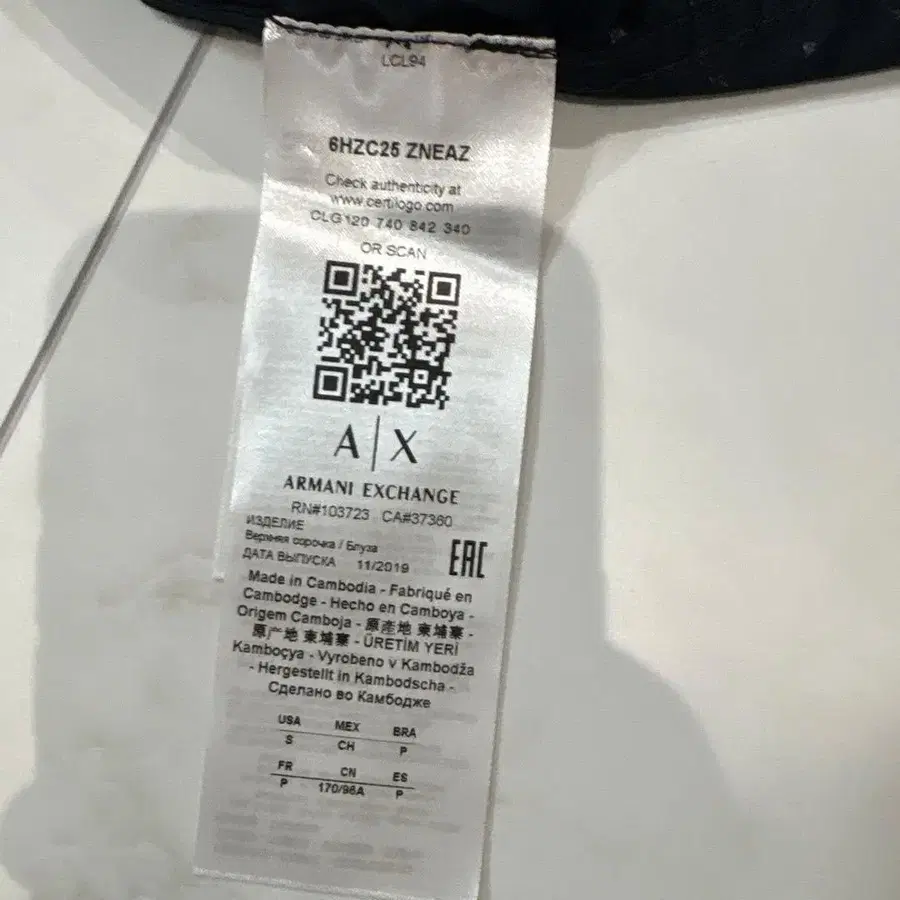 LCL94
6HZC25 ZNEAZ
Check authenticity at
www.certilogo.com
CLG 120 740 842 340
OR SCAN
A|X
ARMANI EXCHANGE
RN#103723 CA#37360
ИЗДЕЛИЕ
Верхняя сорочка / Блуза
ДАТА ВЫПУСКА 11/2019
EAC
Made in Cambodia - Fabriqué en
Cambodge - Hecho en Camboya -
Origem Camboja - 原產地 柬埔寨 -
原产地 柬埔寨 - ÜRETİM YERİ
Kamboçya - Vyrobeno v Kambodža
- Hergestellt in Kambodscha -
Сделано во Камбодже
USA MEX BRA
S CH P
FR CN ES
P 170/96A P